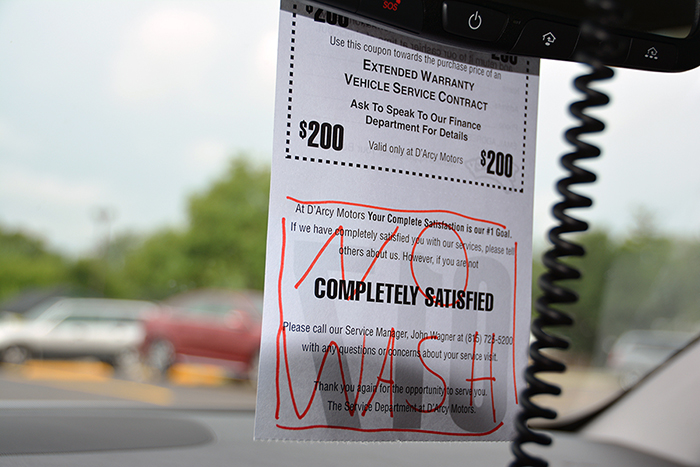 SOS
$200
$200
Use this coupon towards the purchase price of an
EXTENDED WARRANTY
VEHICLE SERVICE CONTRACT
Ask To Speak To Our Finance
Department For Details
$200
Valid only at D'Arcy Motors
$200
At D'Arcy Motors Your Complete Satisfaction is our #1 Goal.
If we have completely satisfied you with our services, please tell
others about us. However, if you are not
COMPLETELY SATISFIED
Please call our Service Manager, John Wagner at (815) 725-5200
with any questions or concerns about your service visit.
Thank you again for the opportunity to serve you.
The Service Department at D'Arcy Motors.
NO
WASH